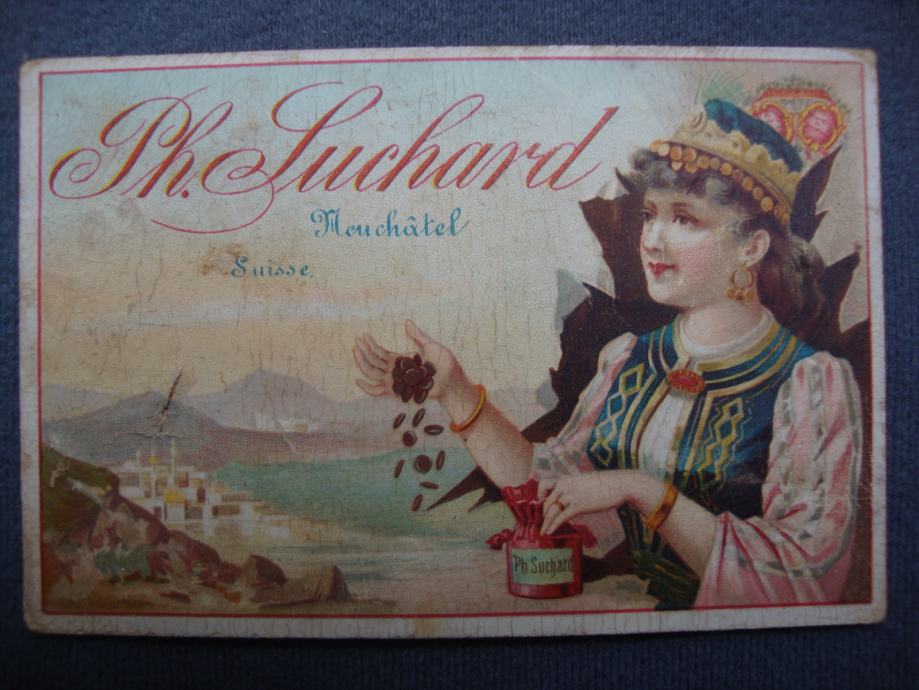 Ph. Suchard
Neuchâtel
Suisse.
Ph Suchard